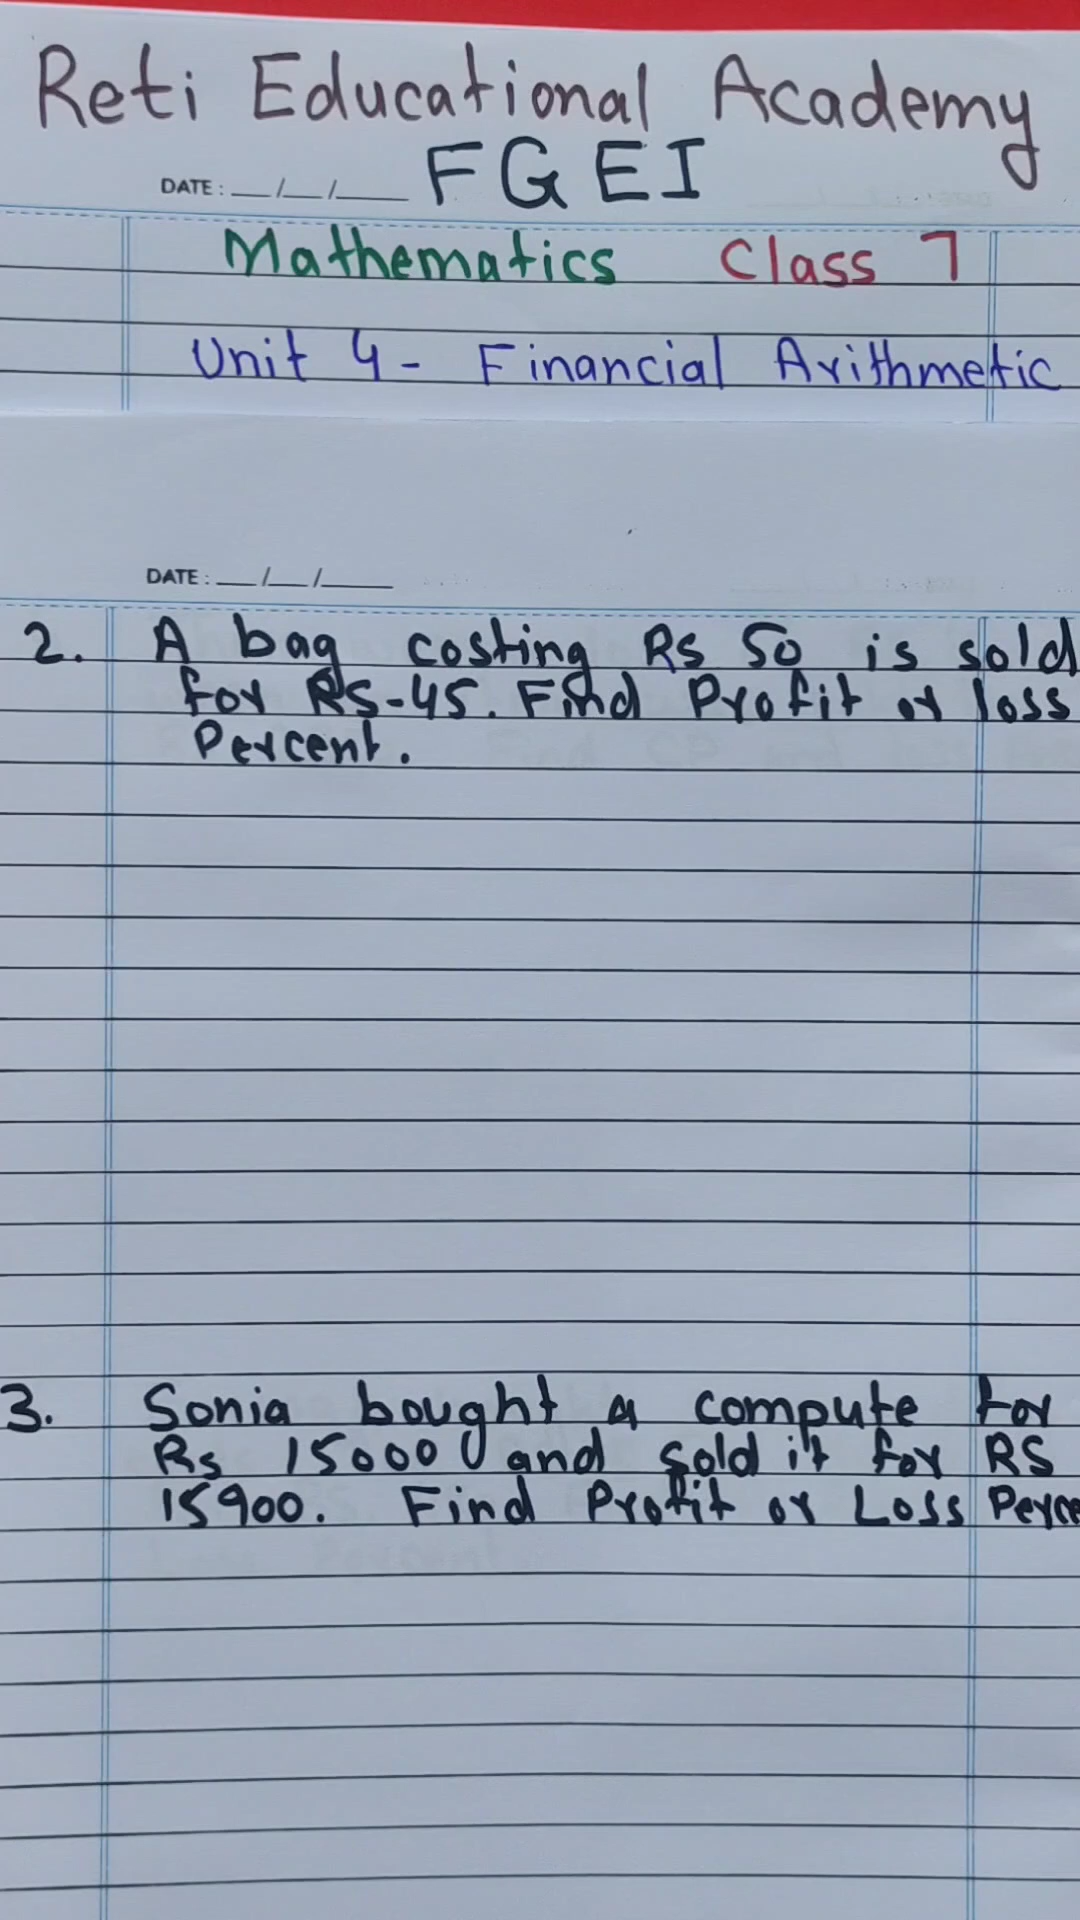 Reti Educational Academy
FGEI
DATE: __/__/____
Mathematics Class 7
Unit 4- Financial Arithmetic
DATE: __/__/____
2. A bag costing Rs 50 is sold
for Rs-45. Find Profit or loss
Percent.
3. Sonia bought a compute for
Rs 15000 and sold it for RS
15900. Find Profit or Loss Perce